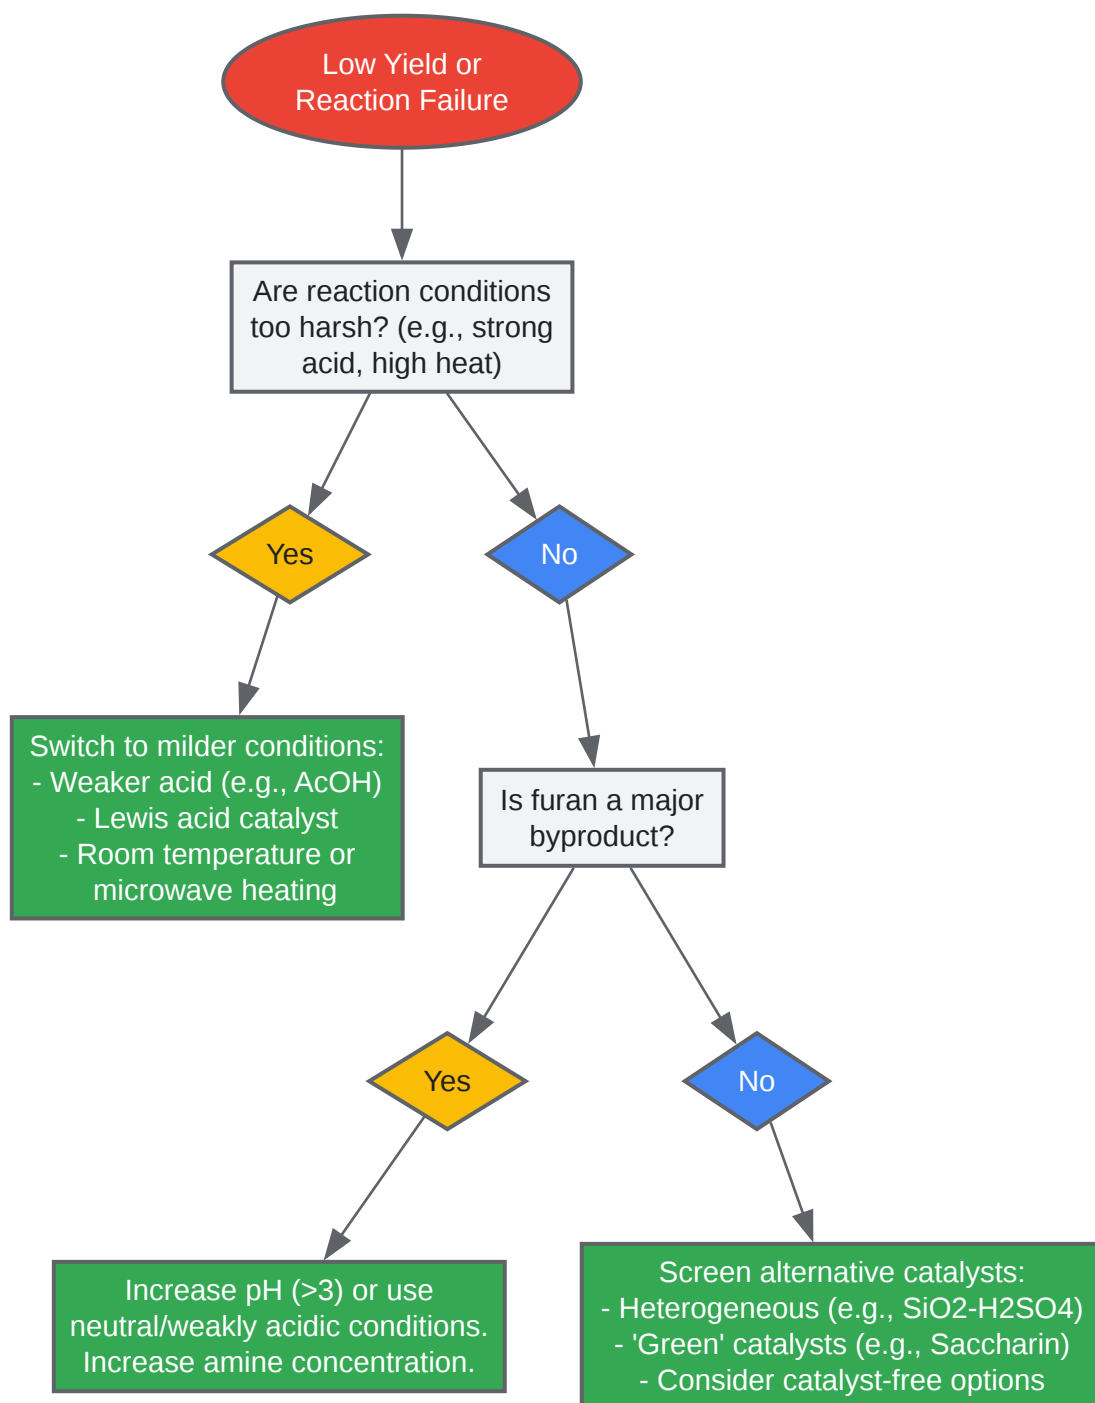 Low Yield or
Reaction Failure
Are reaction conditions
too harsh? (e.g., strong
acid, high heat)
Yes
No
Switch to milder conditions:
- Weaker acid (e.g., AcOH)
- Lewis acid catalyst
- Room temperature or
microwave heating
Is furan a major
byproduct?
Yes
No
Increase pH (>3) or use
neutral/weakly acidic conditions.
Increase amine concentration.
Screen alternative catalysts:
- Heterogeneous (e.g., SiO2-H2SO4)
- 'Green' catalysts (e.g., Saccharin)
- Consider catalyst-free options